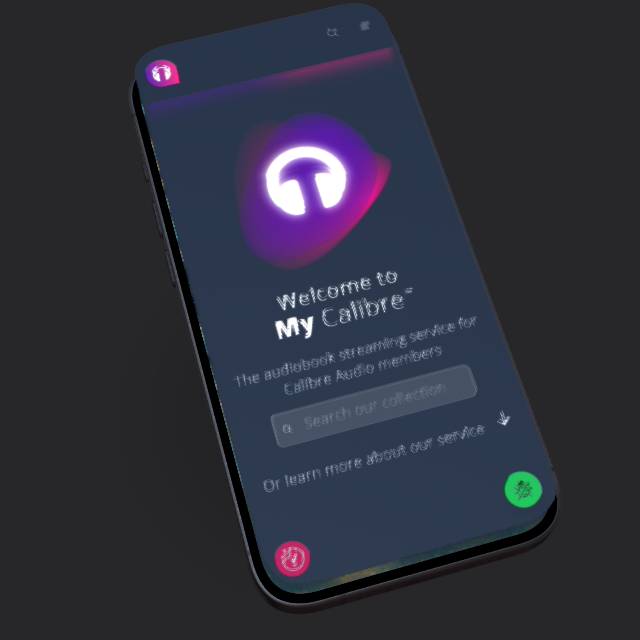 Welcome to
My Calibre™
The audiobook streaming service for
Calibre Audio members
Search our collection
Or learn more about our service